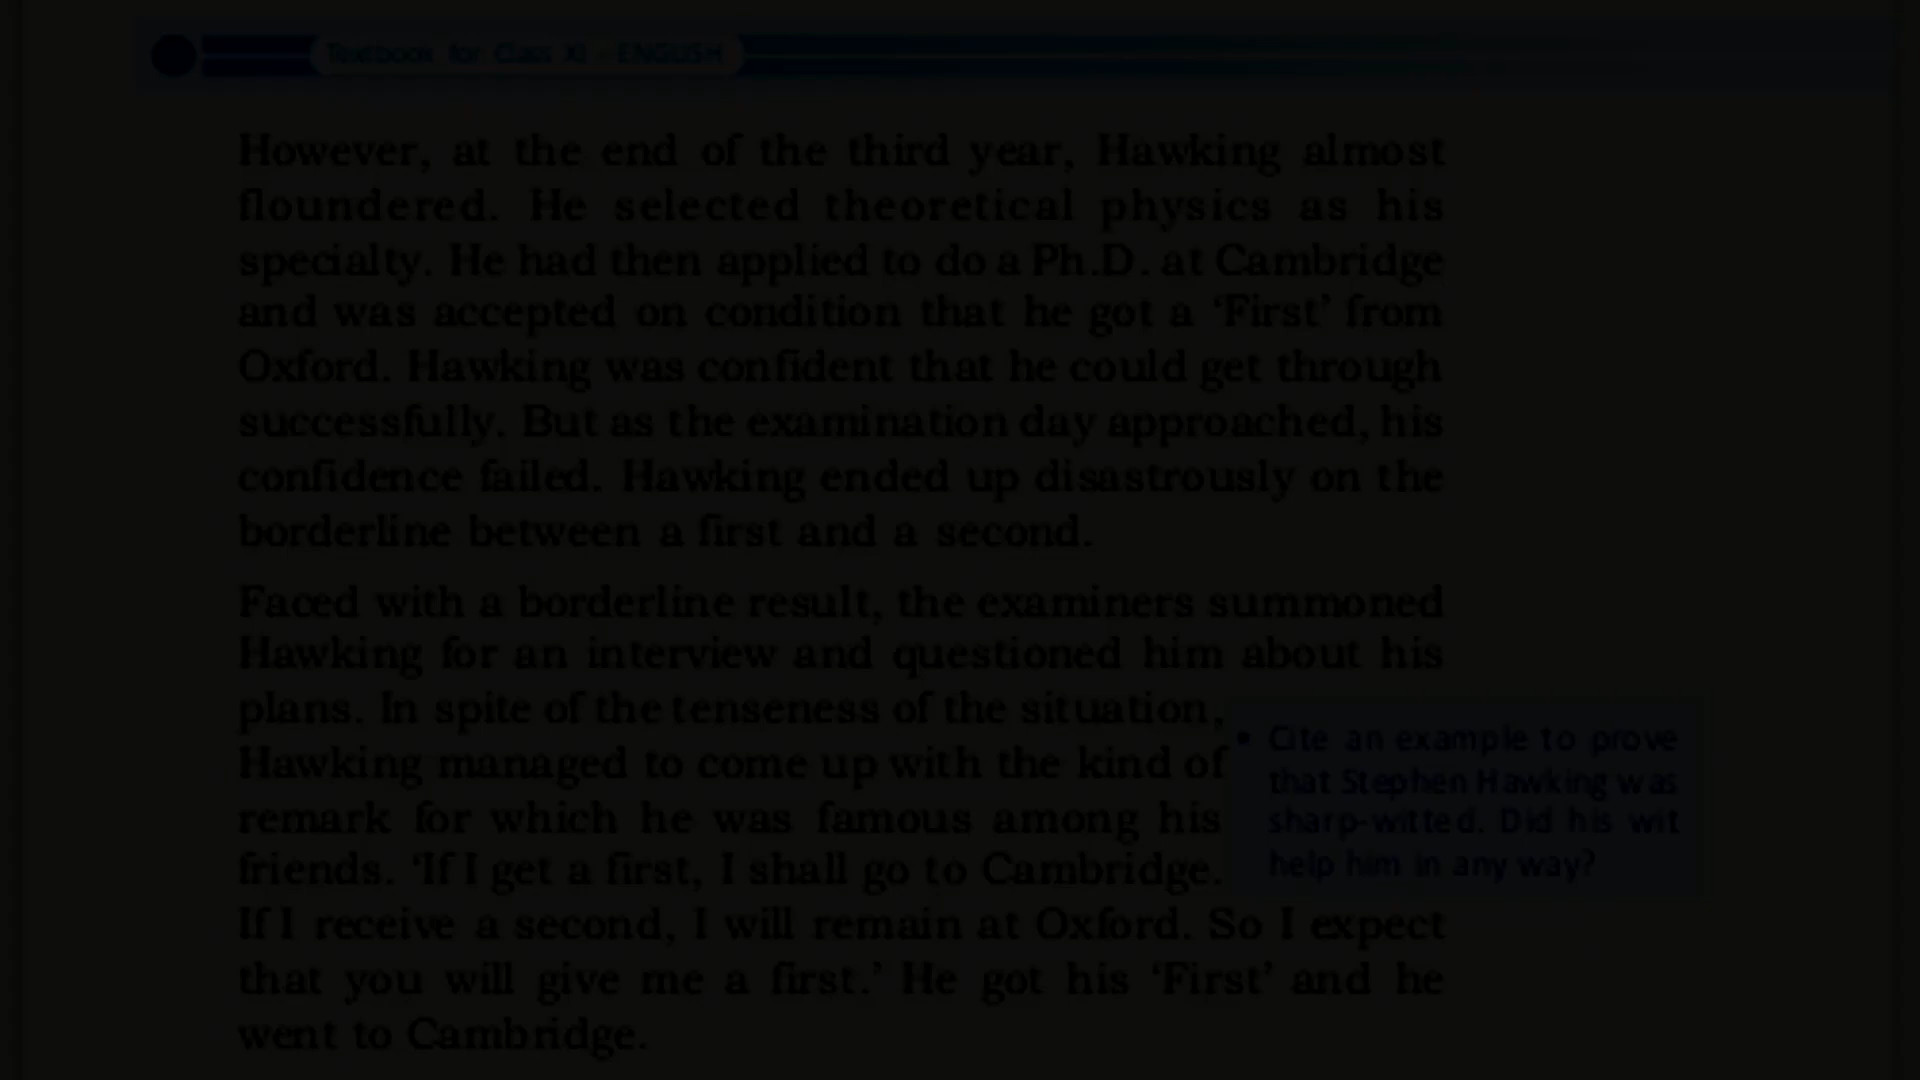 Textbook for Class XI – ENGLISH
However, at the end of the third year, Hawking almost
floundered. He selected theoretical physics as his
specialty. He had then applied to do a Ph.D. at Cambridge
and was accepted on condition that he got a ‘First’ from
Oxford. Hawking was confident that he could get through
successfully. But as the examination day approached, his
confidence failed. Hawking ended up disastrously on the
borderline between a first and a second.
Faced with a borderline result, the examiners summoned
Hawking for an interview and questioned him about his
plans. In spite of the tenseness of the situation,
Hawking managed to come up with the kind of
remark for which he was famous among his
friends. ‘If I get a first, I shall go to Cambridge.
If I receive a second, I will remain at Oxford. So I expect
that you will give me a first.’ He got his ‘First’ and he
went to Cambridge.
• Cite an example to prove
that Stephen Hawking was
sharp-witted. Did his wit
help him in any way?